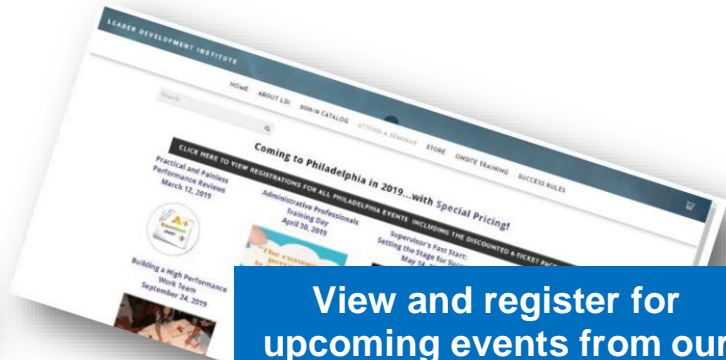 LEADER DEVELOPMENT INSTITUTE
HOME ABOUT LDI 2018-19 CATALOG ATTEND A SEMINAR STORE ONSITE TRAINING SUCCESS RULES
Search
Coming to Philadelphia in 2019...with Special Pricing!
CLICK HERE TO VIEW REGISTRATIONS FOR ALL PHILADELPHIA EVENTS INCLUDING THE DISCOUNTED 6-TICKET
Practical and Painless
Performance Reviews
March 12, 2019
Administrative Professionals
Training Day
April 30, 2019
Supervisor's Fast Start:
Setting the Stage for
May 14,
A+
The
Building a High Performance
Work Team
September 24, 2019
View and register for
upcoming events from our